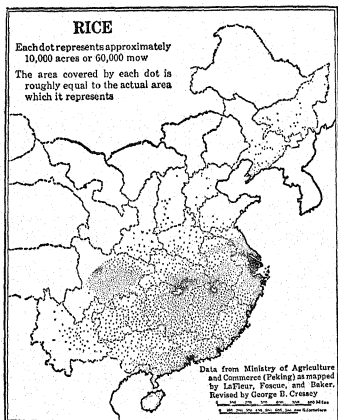 RICE
Each dot represents approximately
10,000 acres or 60,000 mow
The area covered by each dot is
roughly equal to the actual area
which it represents
Data from Ministry of Agriculture
and Commerce (Peking) as mapped
by LaFleur, Foscue, and Baker.
Revised by George B. Cressey